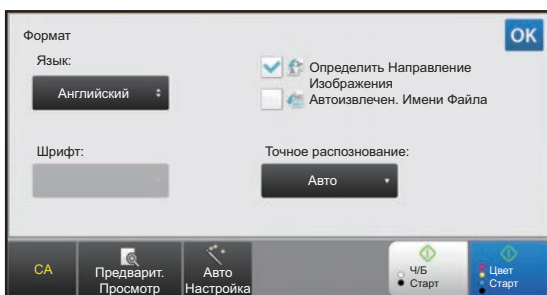 Формат
OK
Язык:
Английский
Определить Направление
Изображения
Автоизвлечен. Имени Файла
Шрифт:
Точное распознование:
Авто
CA
Предварит.
Просмотр
Авто
Настройка
Ч/Б
Старт
Цвет
Старт